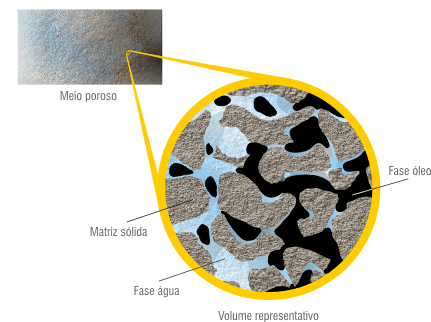 Meio poroso
Fase óleo
Matriz sólida
Fase água
Volume representativo